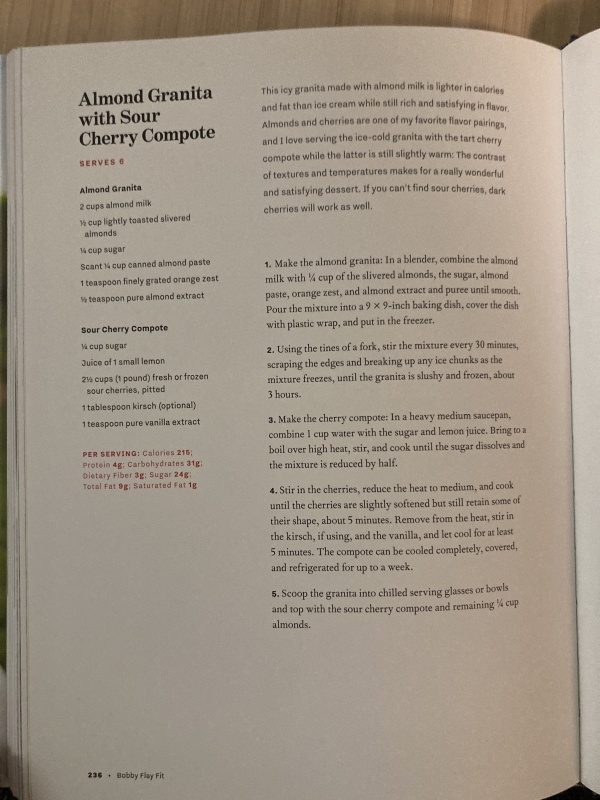 Almond Granita
with Sour
Cherry Compote
SERVES 6
Almond Granita
2 cups almond milk
½ cup lightly toasted slivered
almonds
¼ cup sugar
Scant ¼ cup canned almond paste
1 teaspoon finely grated orange zest
½ teaspoon pure almond extract
Sour Cherry Compote
¼ cup sugar
Juice of 1 small lemon
2½ cups (1 pound) fresh or frozen
sour cherries, pitted
1 tablespoon kirsch (optional)
1 teaspoon pure vanilla extract
PER SERVING: Calories 215;
Protein 4g; Carbohydrates 31g;
Dietary Fiber 3g; Sugar 24g;
Total Fat 9g; Saturated Fat 1g
This icy granita made with almond milk is lighter in calories
and fat than ice cream while still rich and satisfying in flavor.
Almonds and cherries are one of my favorite flavor pairings,
and I love serving the ice-cold granita with the tart cherry
compote while the latter is still slightly warm: The contrast
of textures and temperatures makes for a really wonderful
and satisfying dessert. If you can't find sour cherries, dark
cherries will work as well.
1. Make the almond granita: In a blender, combine the almond
milk with ¼ cup of the slivered almonds, the sugar, almond
paste, orange zest, and almond extract and puree until smooth.
Pour the mixture into a 9 × 9-inch baking dish, cover the dish
with plastic wrap, and put in the freezer.
2. Using the tines of a fork, stir the mixture every 30 minutes,
scraping the edges and breaking up any ice chunks as the
mixture freezes, until the granita is slushy and frozen, about
3 hours.
3. Make the cherry compote: In a heavy medium saucepan,
combine 1 cup water with the sugar and lemon juice. Bring to a
boil over high heat, stir, and cook until the sugar dissolves and
the mixture is reduced by half.
4. Stir in the cherries, reduce the heat to medium, and cook
until the cherries are slightly softened but still retain some of
their shape, about 5 minutes. Remove from the heat, stir in
the kirsch, if using, and the vanilla, and let cool for at least
5 minutes. The compote can be cooled completely, covered,
and refrigerated for up to a week.
5. Scoop the granita into chilled serving glasses or bowls
and top with the sour cherry compote and remaining ¼ cup
almonds.
236 • Bobby Flay Fit